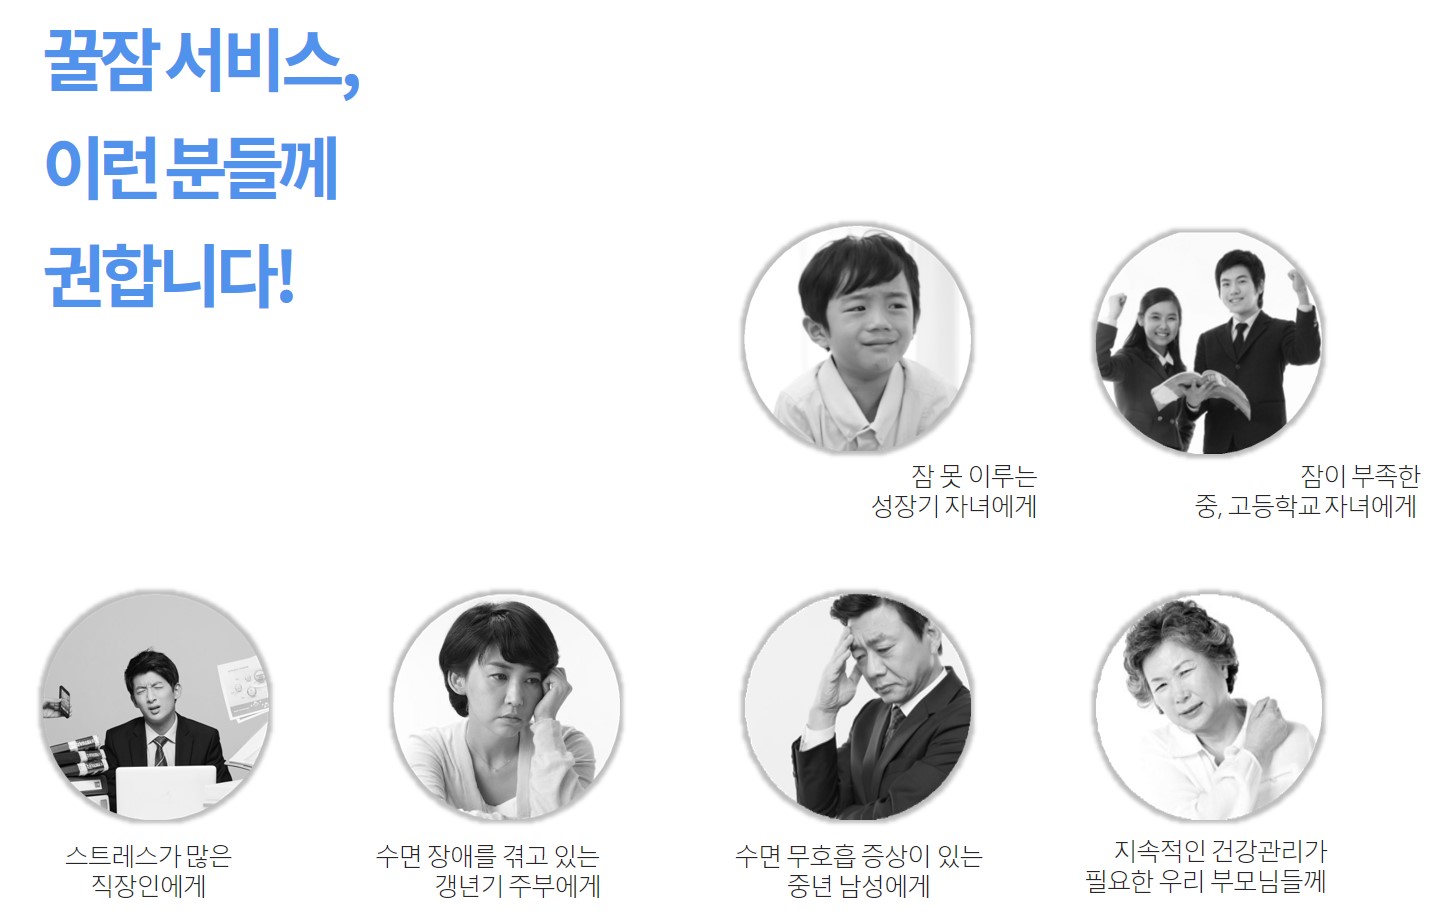 꿀잠 서비스,
이런 분들께
권합니다!
잠 못 이루는
성장기 자녀에게
잠이 부족한
중, 고등학교 자녀에게
스트레스가 많은
직장인에게
수면 장애를 겪고 있는
갱년기 주부에게
수면 무호흡 증상이 있는
중년 남성에게
지속적인 건강관리가
필요한 우리 부모님들께